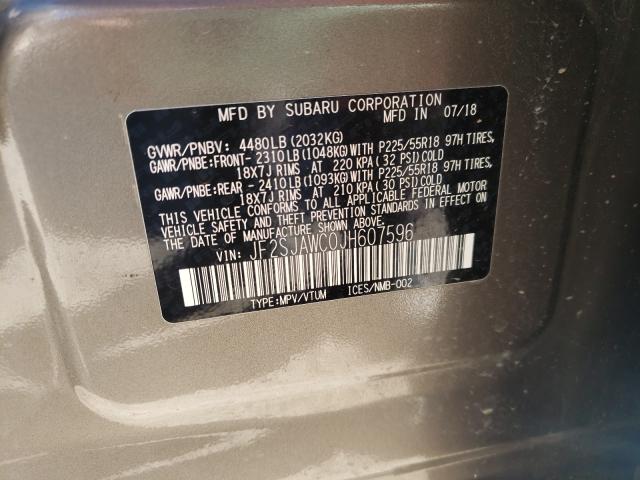 MFD BY SUBARU CORPORATION
MFD IN 07/18
GVWR/PNBV: 4480LB(2032KG)
GAWR/PNBE:FRONT- 2310LB(1048KG)WITH P225/55R18 97H TIRES,
18X7J RIMS AT 220 KPA(32 PSI)COLD
GAWR/PNBE:REAR - 2410LB(1093KG)WITH P225/55R18 97H TIRES,
18X7J RIMS AT 210 KPA(30 PSI)COLD
THIS VEHICLE CONFORMS TO ALL APPLICABLE FEDERAL MOTOR
VEHICLE SAFETY AND BUMPER STANDARDS IN EFFECT ON
THE DATE OF MANUFACTURE SHOWN ABOVE.
VIN: JF2SJAWC0JH607596
TYPE:MPV/VTUM ICES/NMB-002